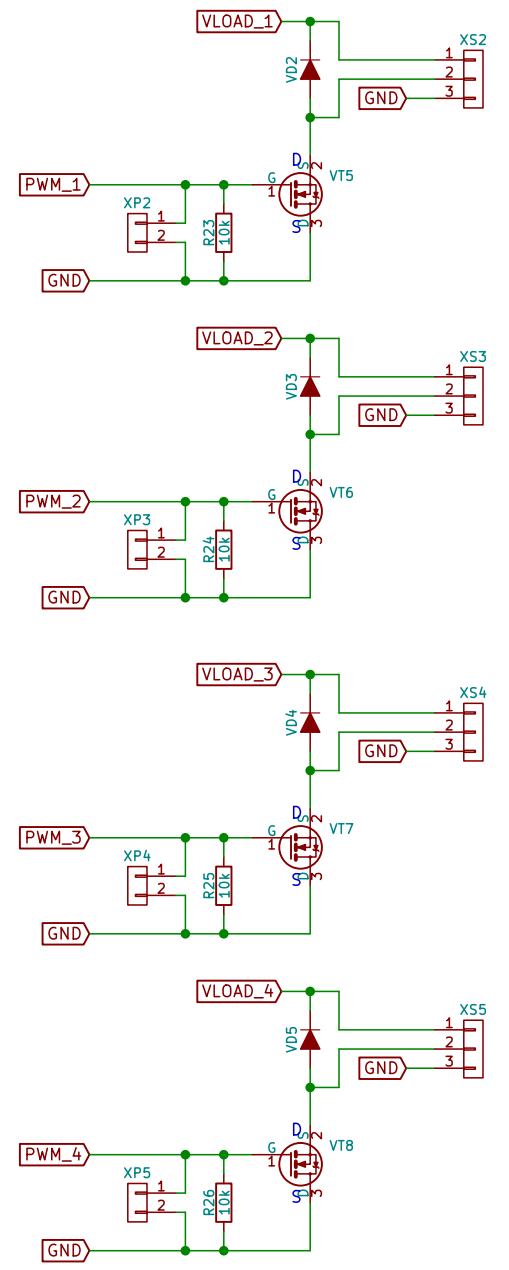 VLOAD_1
XS2
1
2
3
VD2
GND
D
S
2
VT5
PWM_1
G
1
XP2
1
2
R23
10k
S
D
3
GND
VLOAD_2
XS3
1
2
3
VD3
GND
D
S
2
VT6
PWM_2
G
1
XP3
1
2
R24
10k
S
D
3
GND
VLOAD_3
XS4
1
2
3
VD4
GND
D
S
2
VT7
PWM_3
G
1
XP4
1
2
R25
10k
S
D
3
GND
VLOAD_4
XS5
1
2
3
VD5
GND
D
S
2
VT8
PWM_4
G
1
XP5
1
2
R26
10k
S
D
3
GND